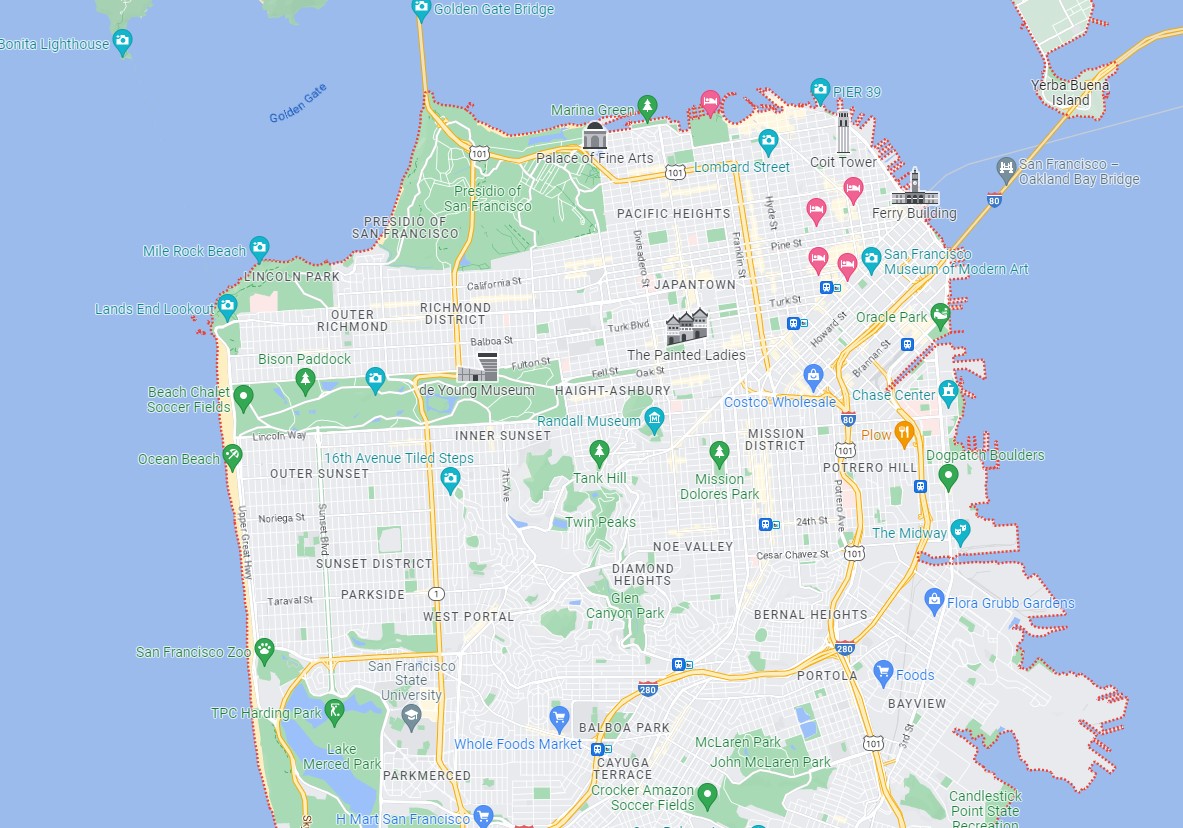 Golden Gate Bridge
Bonita Lighthouse
Yerba Buena
Island
Golden Gate
PIER 39
Marina Green
101
Palace of Fine Arts
101
Lombard Street
Coit Tower
San Francisco –
Oakland Bay Bridge
80
Presidio of
San Francisco
PACIFIC HEIGHTS
Hyde St
Ferry Building
PRESIDIO OF
SAN FRANCISCO
Divisadero St
Franklin St
Pine St
Mile Rock Beach
San Francisco
Museum of Modern Art
LINCOLN PARK
California St
JAPANTOWN
Lands End Lookout
OUTER
RICHMOND
RICHMOND
DISTRICT
Turk St
Turk Blvd
Howard St
Oracle Park
Balboa St
The Painted Ladies
Brannan St
Bison Paddock
Fulton St
Fell St
Oak St
Beach Chalet
Soccer Fields
de Young Museum
HAIGHT-ASHBURY
Costco Wholesale
Chase Center
Randall Museum
80
Lincoln Way
INNER SUNSET
MISSION
DISTRICT
Plow
101
Ocean Beach
16th Avenue Tiled Steps
Dogpatch Boulders
OUTER SUNSET
7th Ave
Tank Hill
Mission
Dolores Park
POTRERO HILL
Potrero Ave
Upper Great Hwy
Noriega St
Sunset Blvd
Twin Peaks
24th St
The Midway
NOE VALLEY
Cesar Chavez St
101
SUNSET DISTRICT
DIAMOND
HEIGHTS
Taraval St
PARKSIDE
1
Glen
Canyon Park
Flora Grubb Gardens
WEST PORTAL
BERNAL HEIGHTS
San Francisco Zoo
280
San Francisco
State
University
280
PORTOLA
Foods
BAYVIEW
TPC Harding Park
3rd St
Lake
Merced Park
Whole Foods Market
BALBOA PARK
McLaren Park
101
PARKMERCED
CAYUGA
TERRACE
John McLaren Park
Crocker Amazon
Soccer Fields
Candlestick
Point State
Recreation
H Mart San Francisco